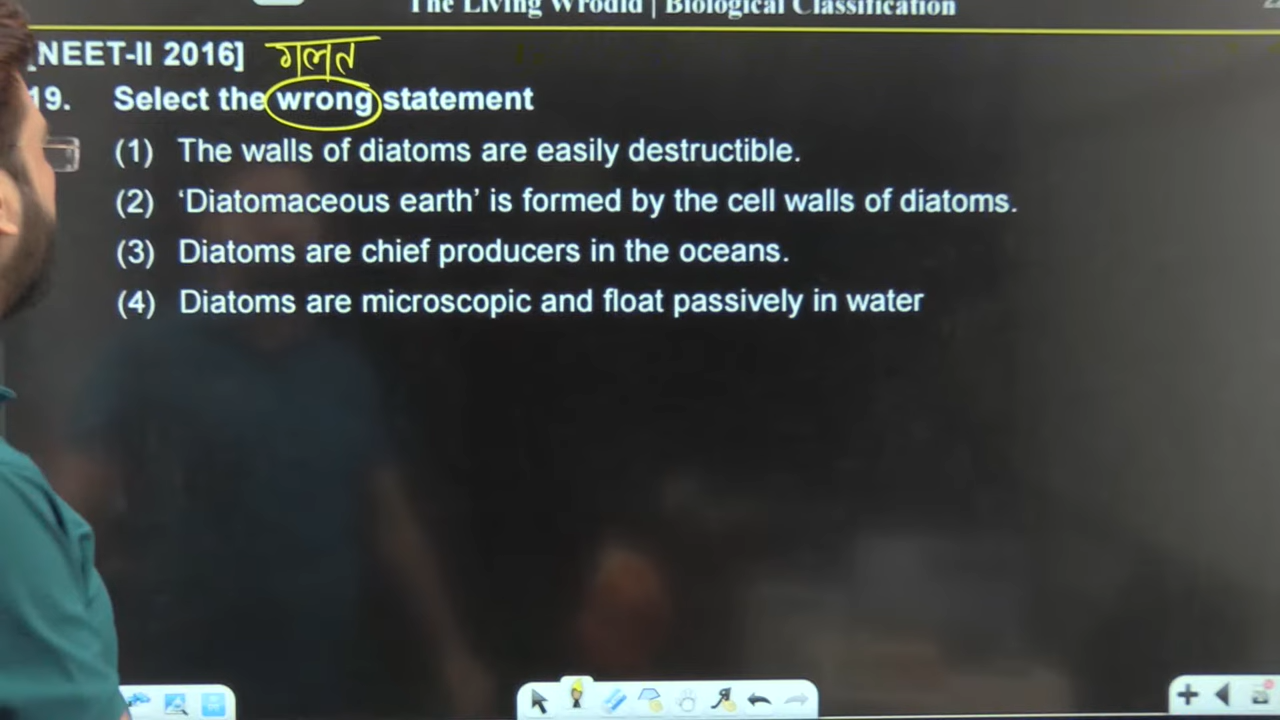 The Living Wrodld | Biological Classification
[NEET-II 2016] गलत
19. Select the wrong statement
(1) The walls of diatoms are easily destructible.
(2) ‘Diatomaceous earth’ is formed by the cell walls of diatoms.
(3) Diatoms are chief producers in the oceans.
(4) Diatoms are microscopic and float passively in water